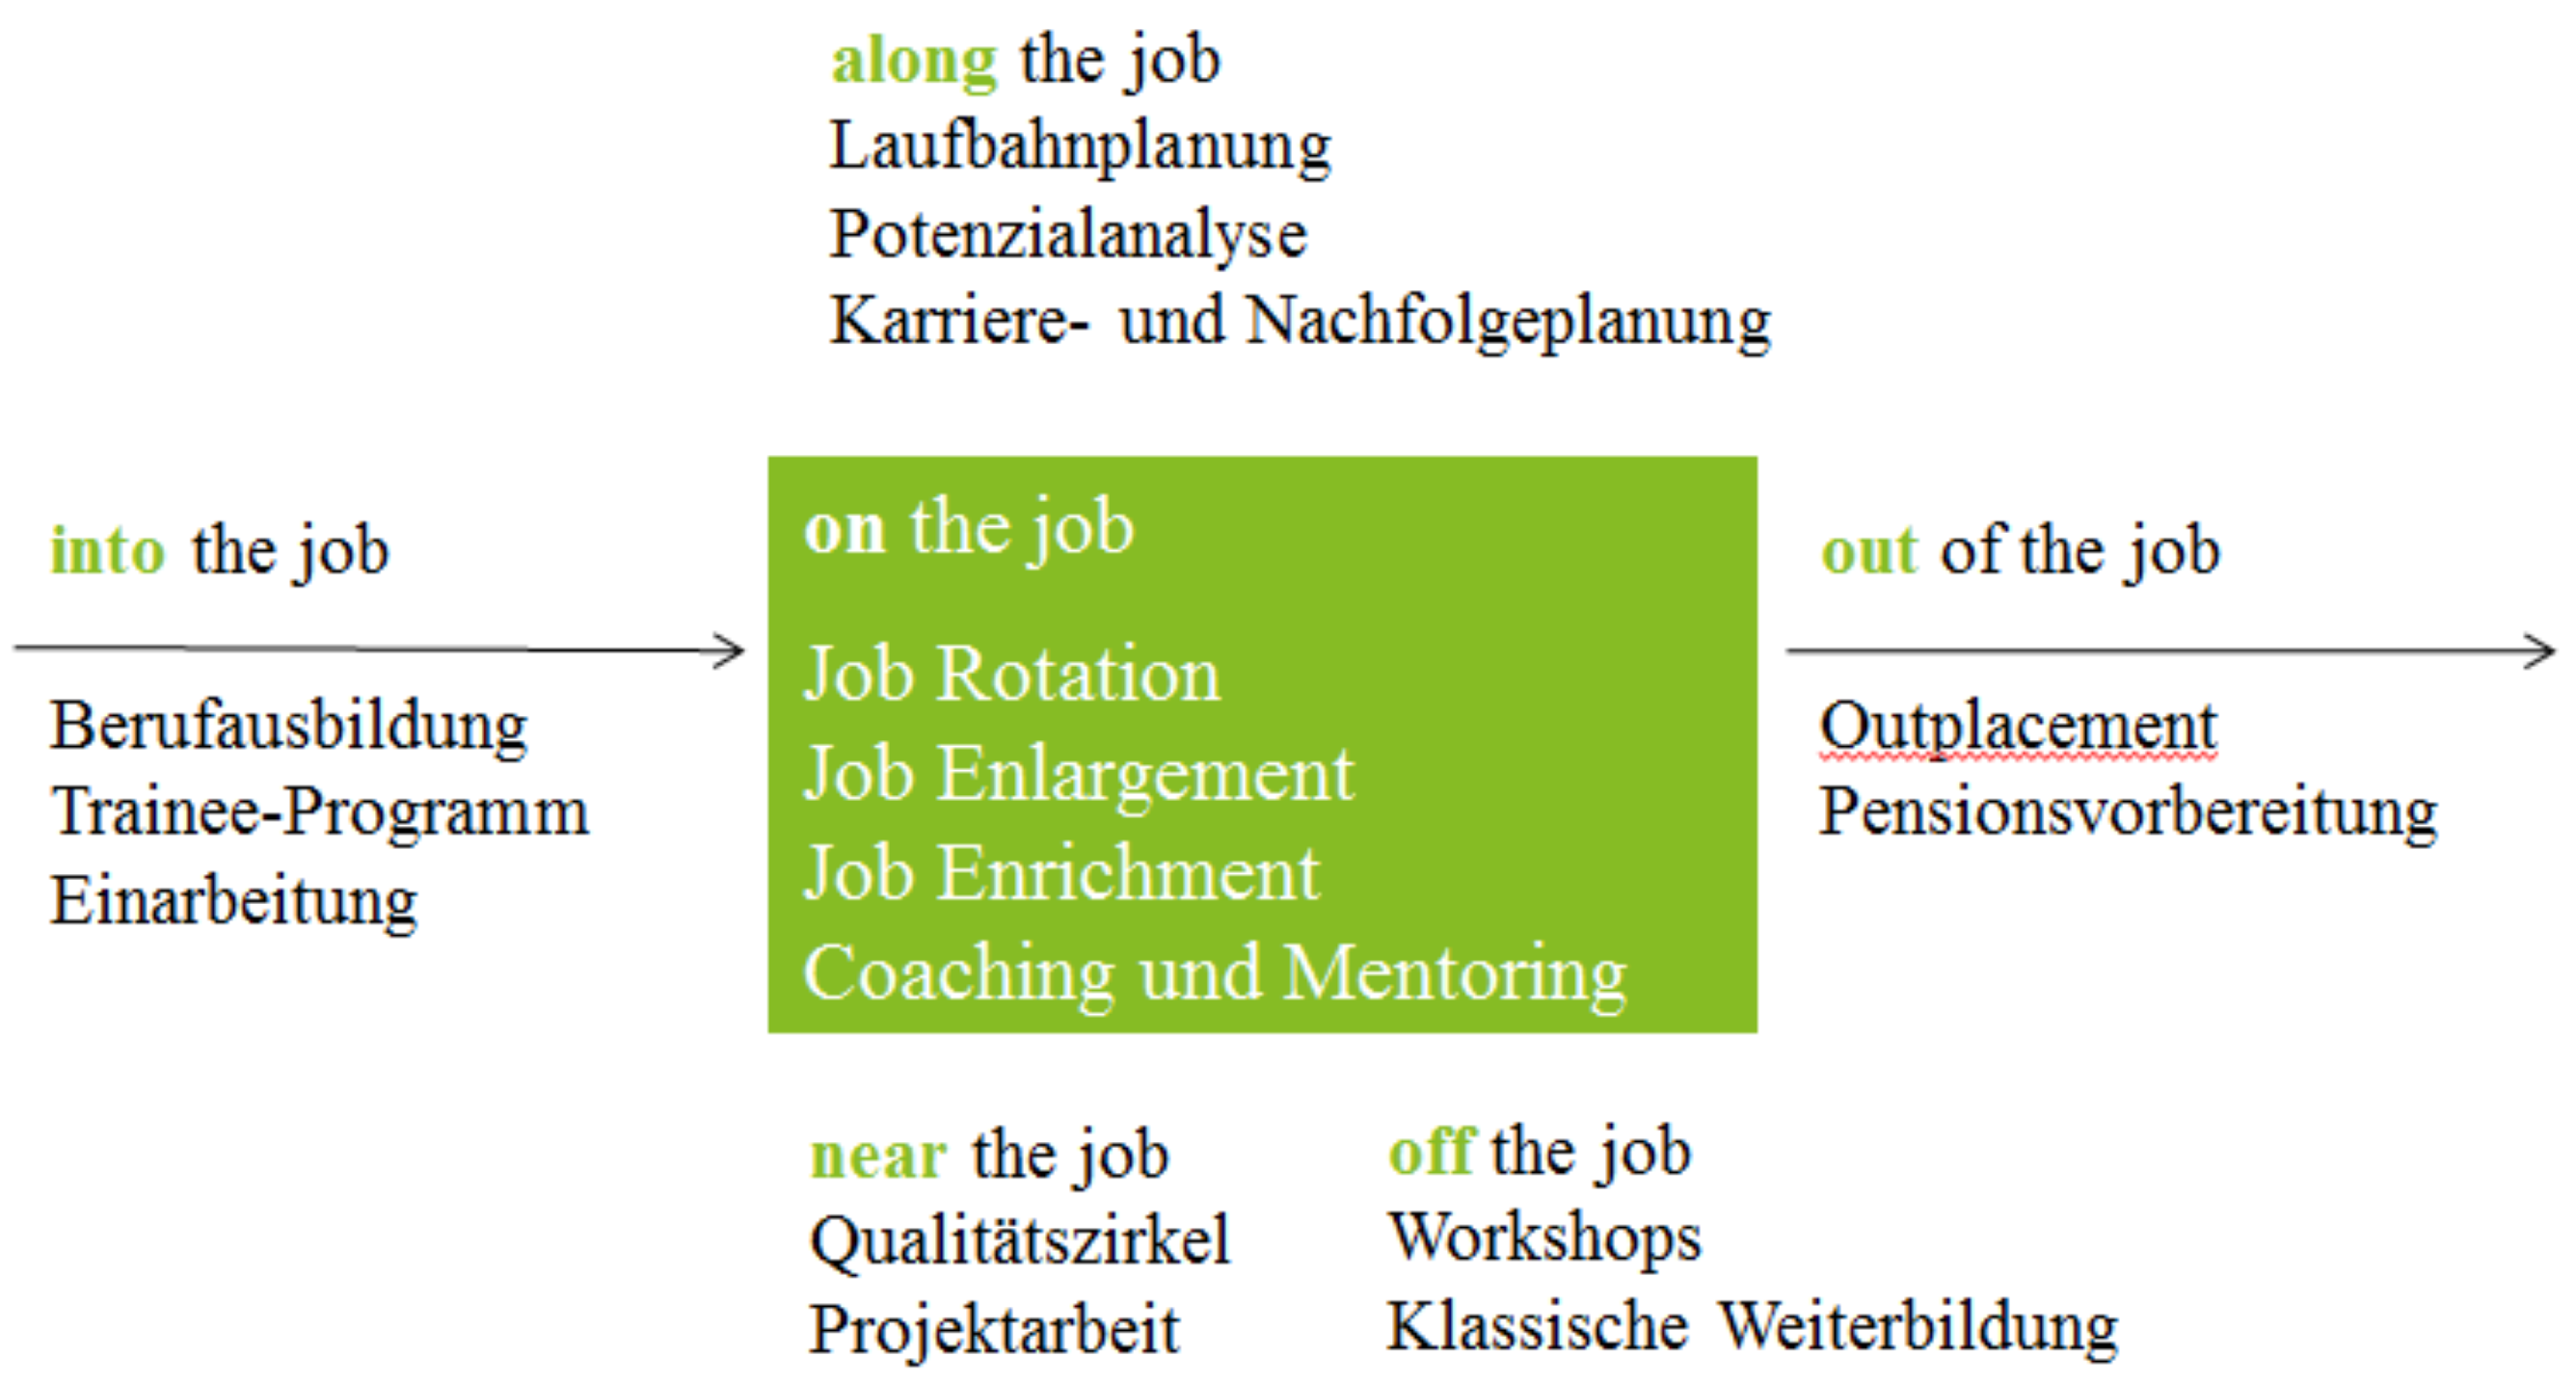 along the job
Laufbahnplanung
Potenzialanalyse
Karriere- und Nachfolgeplanung
into the job
Berufausbildung
Trainee-Programm
Einarbeitung
on the job
Job Rotation
Job Enlargement
Job Enrichment
Coaching und Mentoring
out of the job
Outplacement
Pensionsvorbereitung
near the job
Qualitätszirkel
Projektarbeit
off the job
Workshops
Klassische Weiterbildung